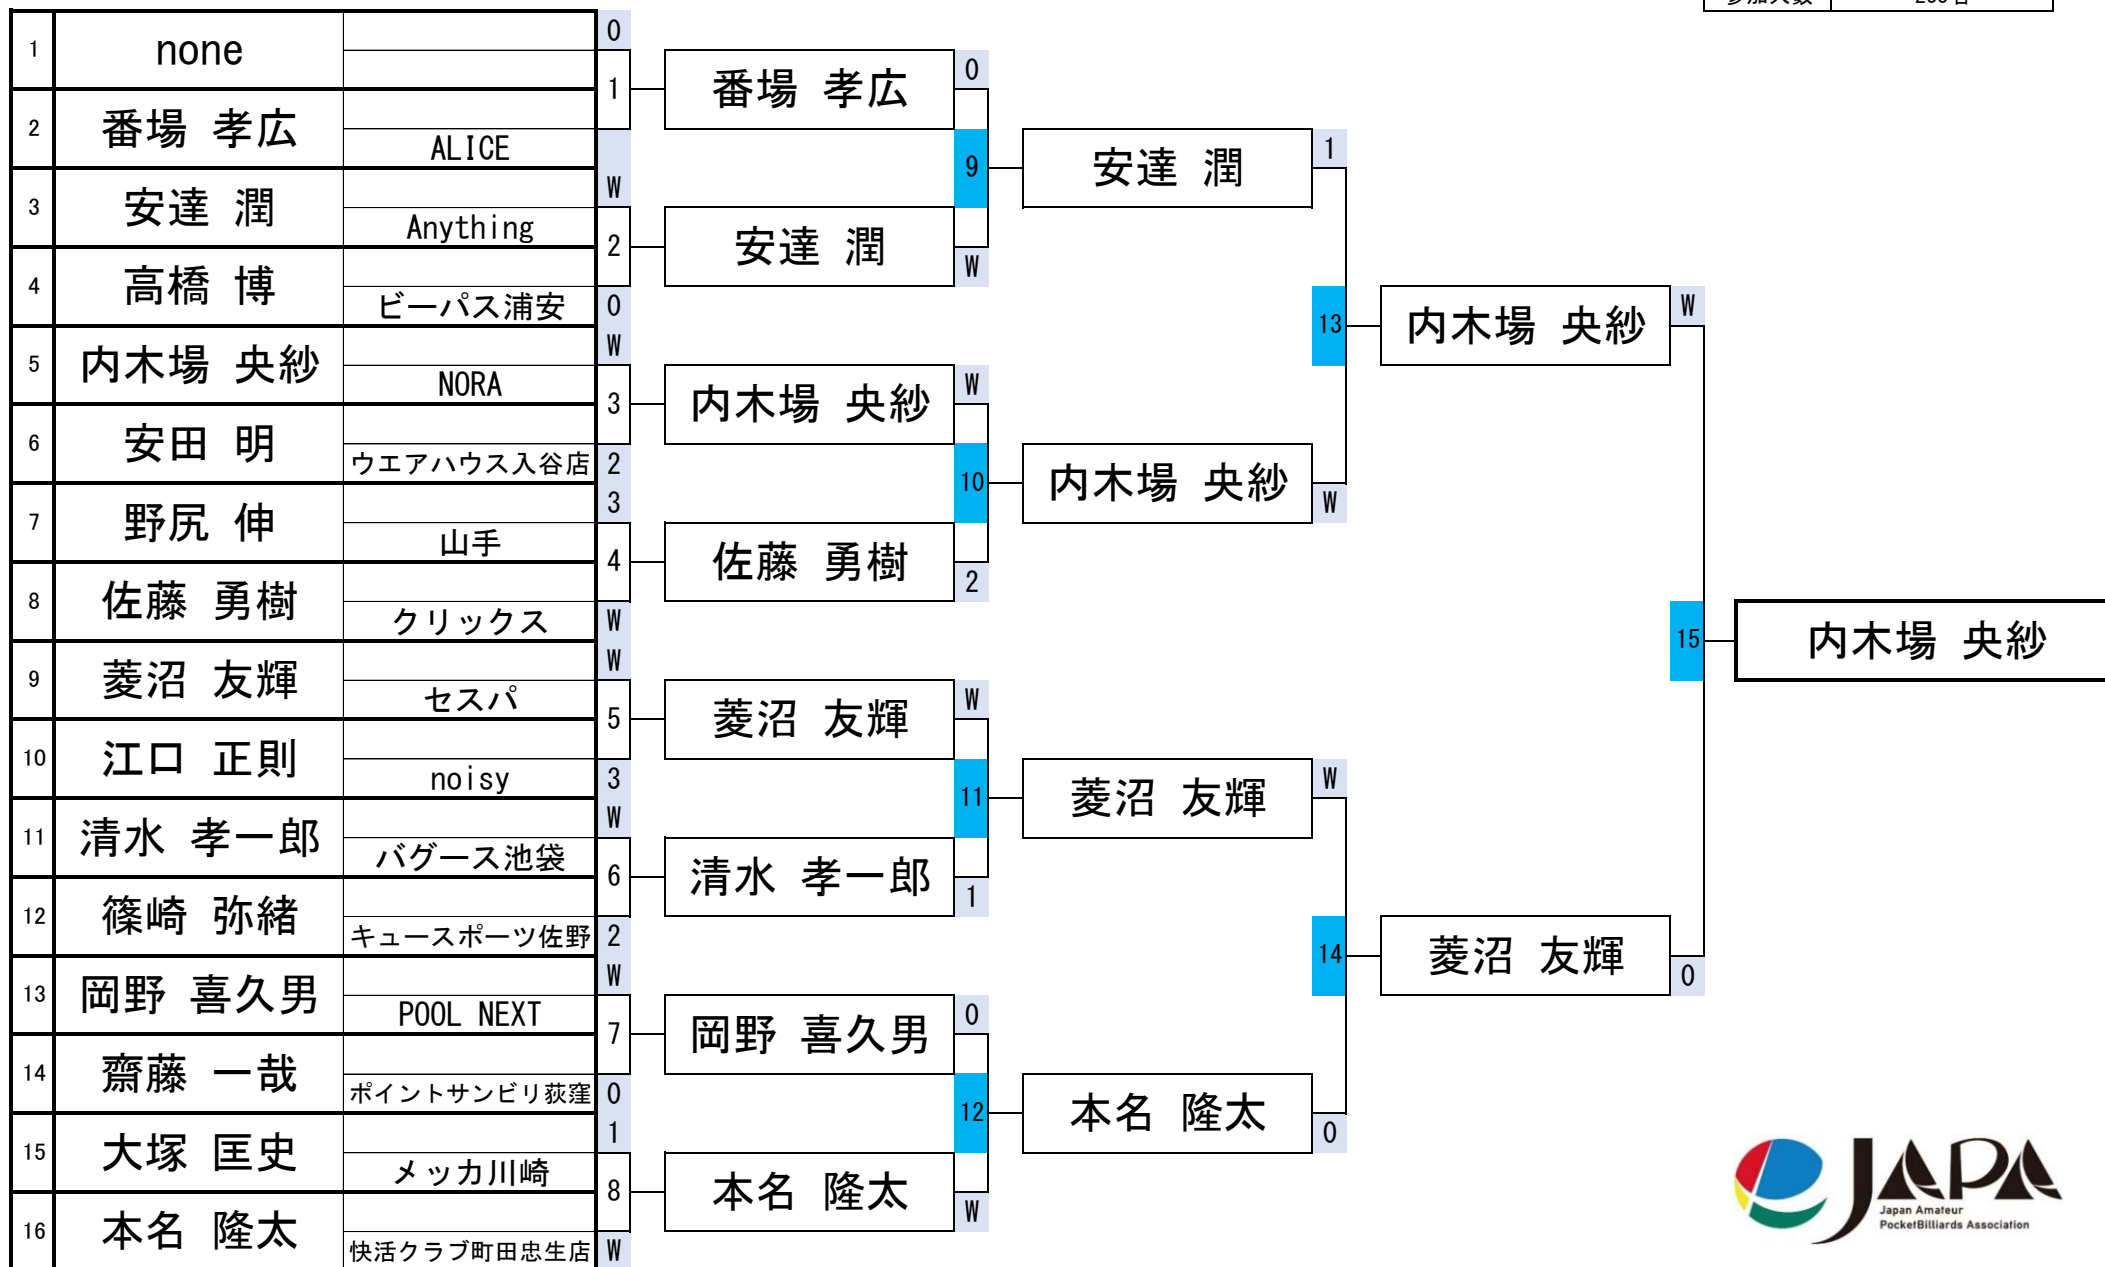 1 none 0
1 番場 孝広 0
2 番場 孝広 ALICE
9 安達 潤 1
3 安達 潤 Anything W
2 安達 潤 W
4 高橋 博 ビーパス浦安 0
13 内木場 央紗 W
5 内木場 央紗 NORA W
3 内木場 央紗 W
6 安田 明 ウエアハウス入谷店 2
10 内木場 央紗 W
7 野尻 伸 山手 3
4 佐藤 勇樹 2
8 佐藤 勇樹 クリックス W
15 内木場 央紗
9 菱沼 友輝 セスパ W
5 菱沼 友輝 W
10 江口 正則 noisy 3
11 菱沼 友輝 W
11 清水 孝一郎 バグース池袋 W
6 清水 孝一郎 1
12 篠崎 弥緒 キュースポーツ佐野 2
14 菱沼 友輝 0
13 岡野 喜久男 POOL NEXT W
7 岡野 喜久男 0
14 齋藤 一哉 ポイントサンビリ荻窪 0
12 本名 隆太 0
15 大塚 匡史 メッカ川崎 1
8 本名 隆太 W
16 本名 隆太 快活クラブ町田忠生店 W
JAPA
Japan Amateur
PocketBilliards Association